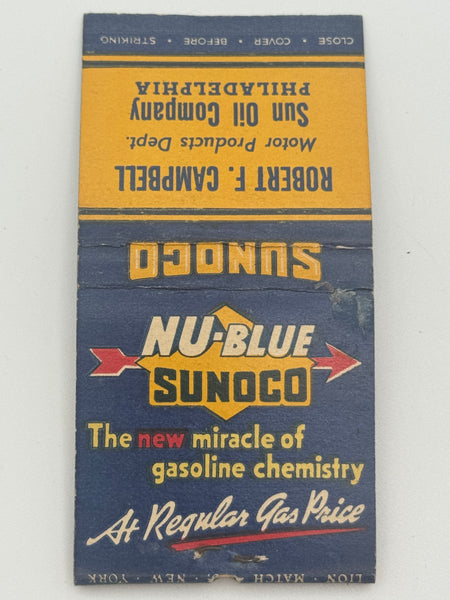 CLOSE • COVER • BEFORE • STRIKING
ROBERT F. CAMPBELL
Motor Products Dept.
Sun Oil Company
PHILADELPHIA
SUNOCO
NU-BLUE
SUNOCO
The new miracle of
gasoline chemistry
At Regular Gas Price
LION • MATCH • NEW • YORK